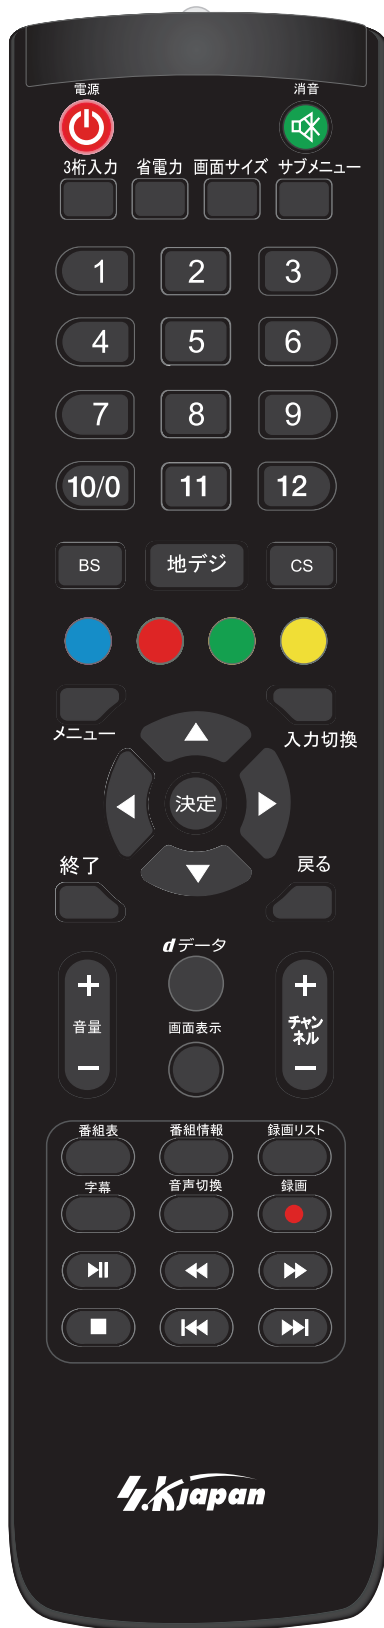 電源 消音
3桁入力 省電力 画面サイズ サブメニュー
1 2 3
4 5 6
7 8 9
10/0 11 12
BS 地デジ CS
メニュー 入力切換
決定
終了 戻る
dデータ
+ +
音量 画面表示 チャン
ネル
- -
番組表 番組情報 録画リスト
字幕 音声切換 録画
S.Kjapan